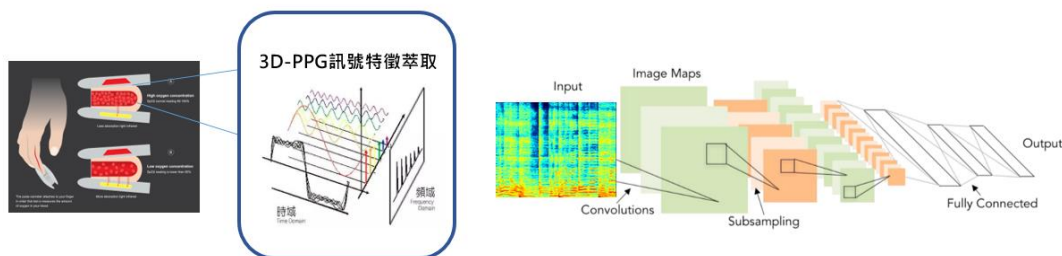 3D-PPG訊號特徵萃取
High oxygen concentration
Low oxygen concentration
時域
Time Domain
頻域
Frequency
Domain
Input
Image Maps
Convolutions
Subsampling
Fully Connected
Output